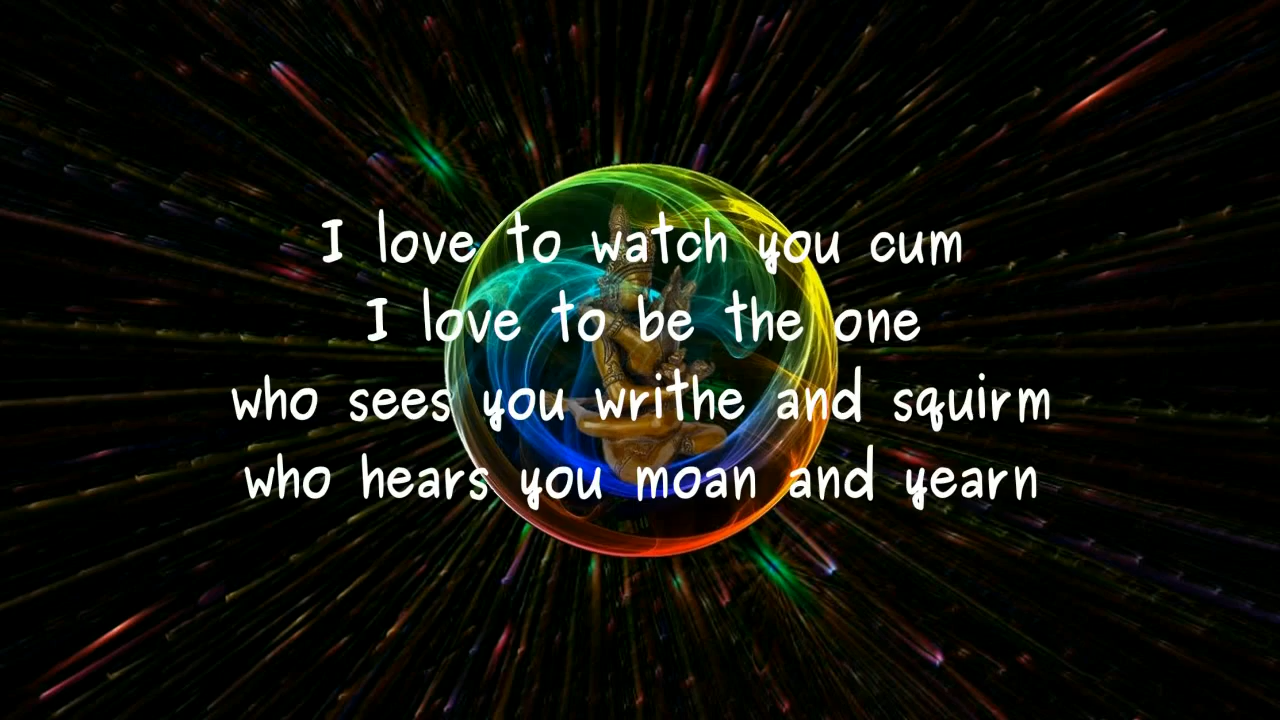 I love to watch you cum
I love to be the one
who sees you writhe and squirm
who hears you moan and yearn